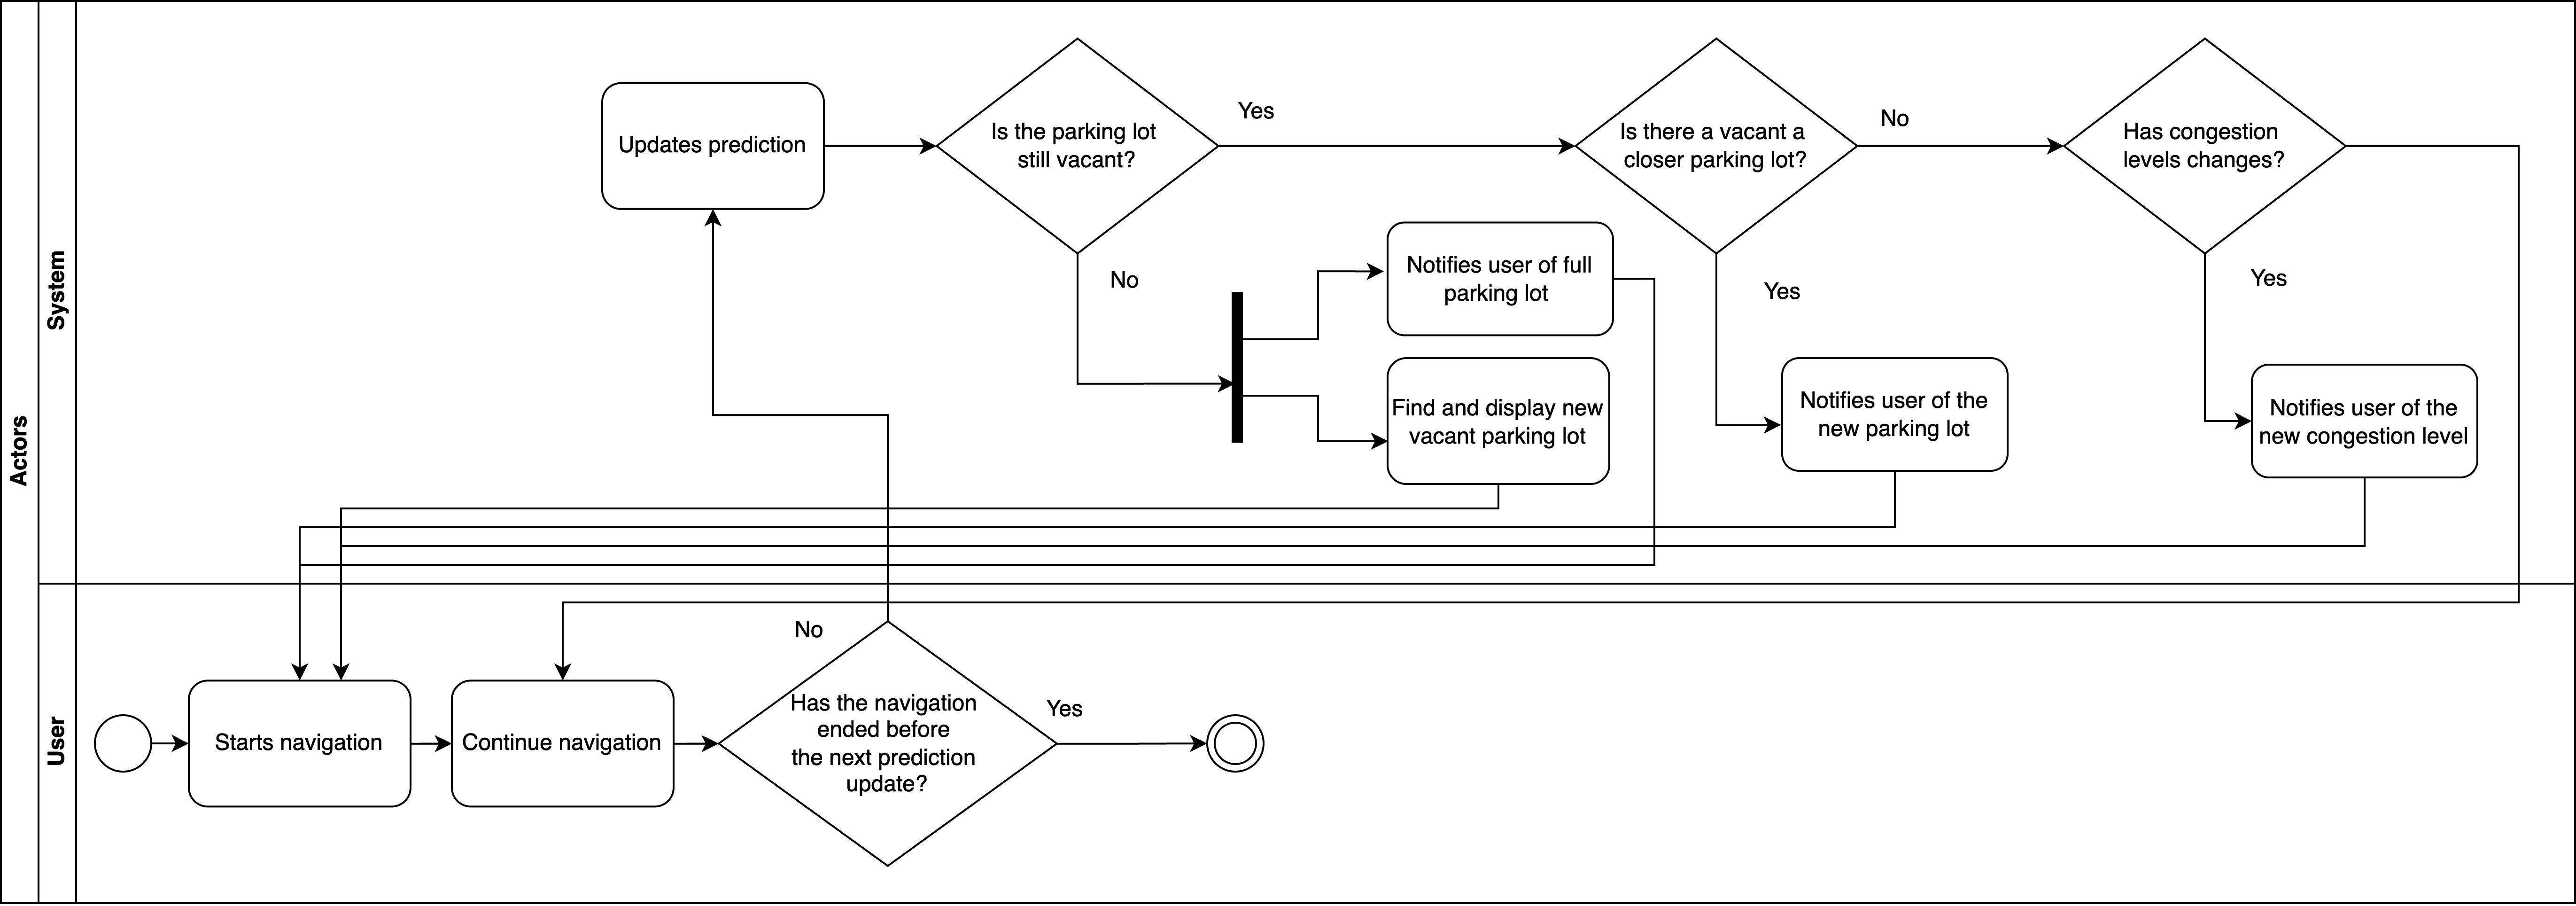 Actors
System
User
Updates prediction
Is the parking lot
still vacant?
Yes
No
Is there a vacant a
closer parking lot?
No
Yes
Has congestion
levels changes?
Yes
Notifies user of full
parking lot
Find and display new
vacant parking lot
Notifies user of the
new parking lot
Notifies user of the
new congestion level
Starts navigation
Continue navigation
No
Has the navigation
ended before
the next prediction
update?
Yes